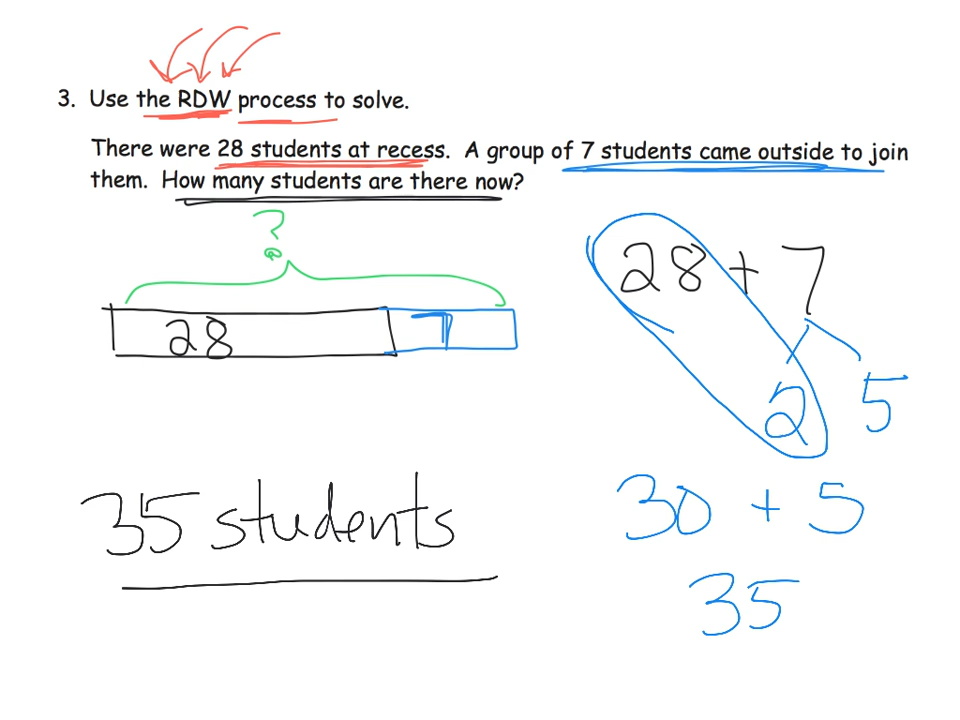 3. Use the RDW process to solve.
There were 28 students at recess. A group of 7 students came outside to join
them. How many students are there now?
?
28 7
28 + 7
2 5
30 + 5
35
35 students